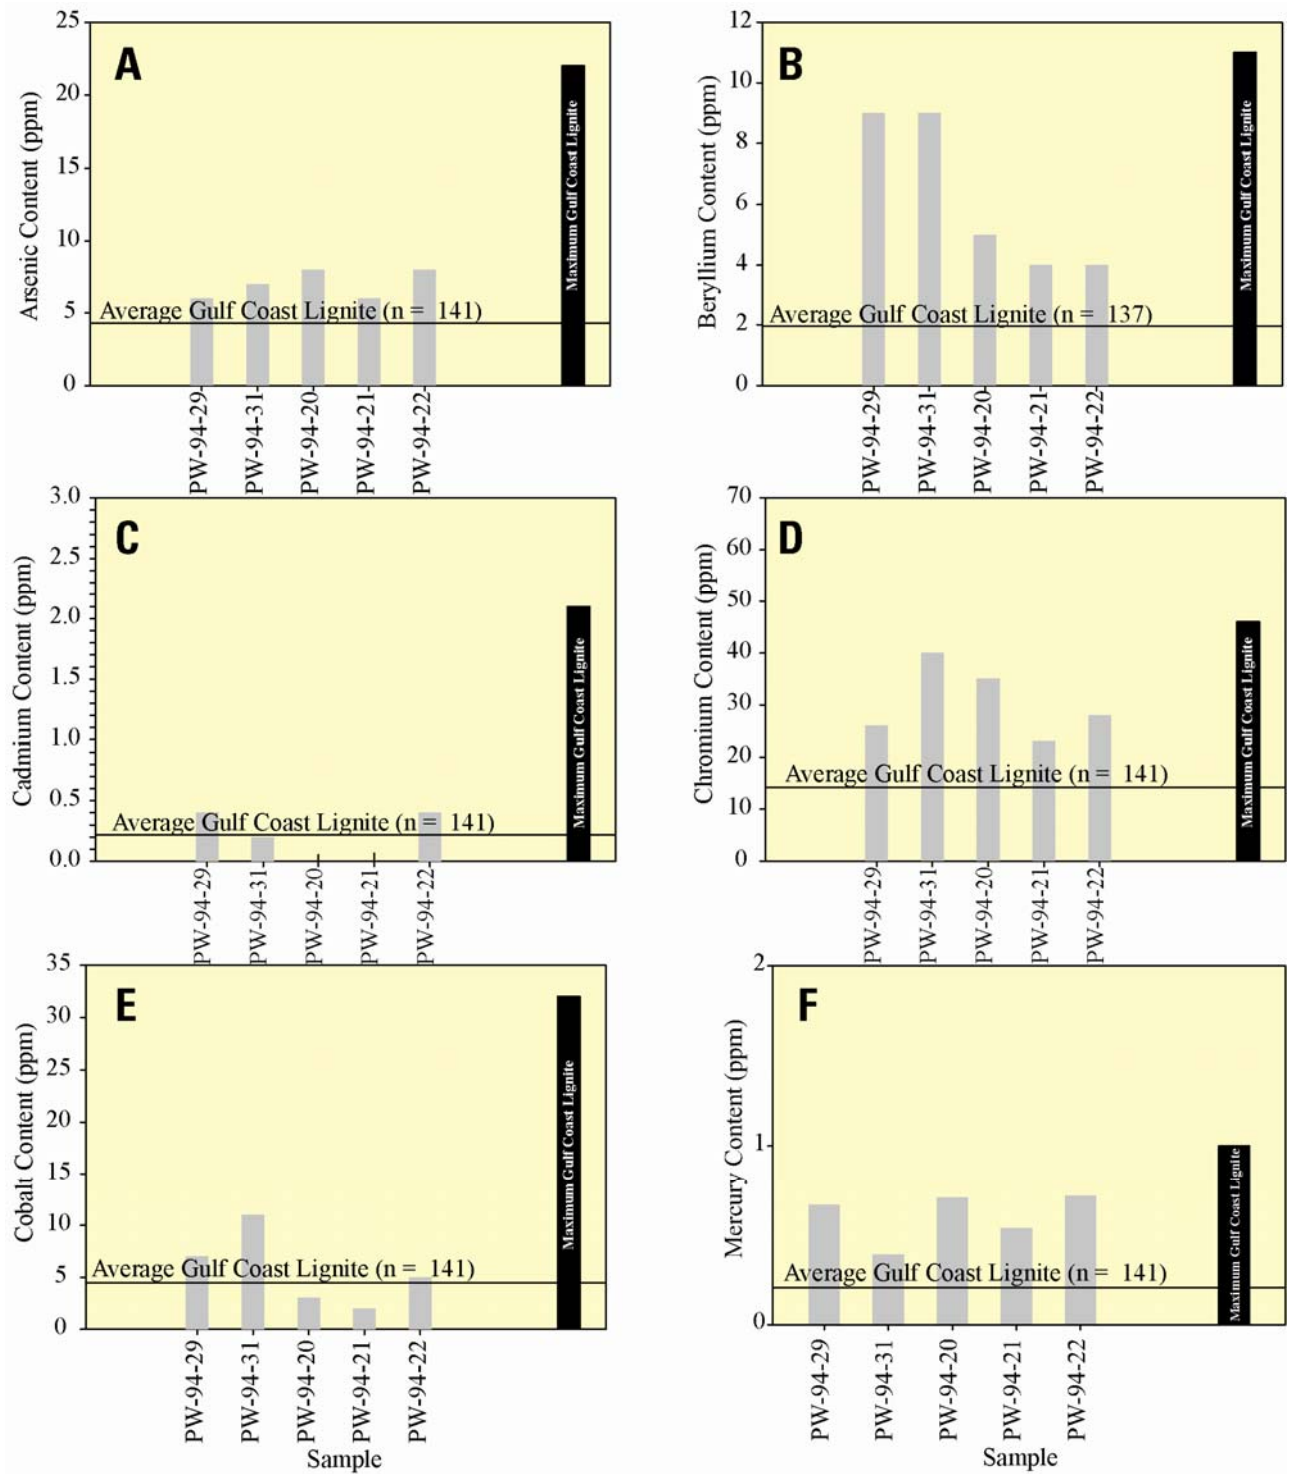 A
Arsenic Content (ppm)
25
20
15
10
5
0
Average Gulf Coast Lignite (n = 141)
Maximum Gulf Coast Lignite
PW-94-29
PW-94-31
PW-94-20
PW-94-21
PW-94-22
B
Beryllium Content (ppm)
12
10
8
6
4
2
0
Average Gulf Coast Lignite (n = 137)
Maximum Gulf Coast Lignite
PW-94-29
PW-94-31
PW-94-20
PW-94-21
PW-94-22
C
Cadmium Content (ppm)
3.0
2.5
2.0
1.5
1.0
0.5
0.0
Average Gulf Coast Lignite (n = 141)
Maximum Gulf Coast Lignite
PW-94-29
PW-94-31
PW-94-20
PW-94-21
PW-94-22
D
Chromium Content (ppm)
70
60
50
40
30
20
10
0
Average Gulf Coast Lignite (n = 141)
Maximum Gulf Coast Lignite
PW-94-29
PW-94-31
PW-94-20
PW-94-21
PW-94-22
E
Cobalt Content (ppm)
35
30
25
20
15
10
5
0
Average Gulf Coast Lignite (n = 141)
Maximum Gulf Coast Lignite
PW-94-29
PW-94-31
PW-94-20
PW-94-21
PW-94-22
Sample
F
Mercury Content (ppm)
2
1
0
Average Gulf Coast Lignite (n = 141)
Maximum Gulf Coast Lignite
PW-94-29
PW-94-31
PW-94-20
PW-94-21
PW-94-22
Sample